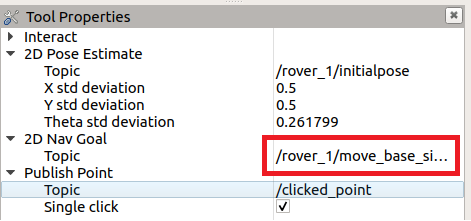 Tool Properties
Interact
2D Pose Estimate
Topic /rover_1/initialpose
X std deviation 0.5
Y std deviation 0.5
Theta std deviation 0.261799
2D Nav Goal
Topic /rover_1/move_base_si...
Publish Point
Topic /clicked_point
Single click